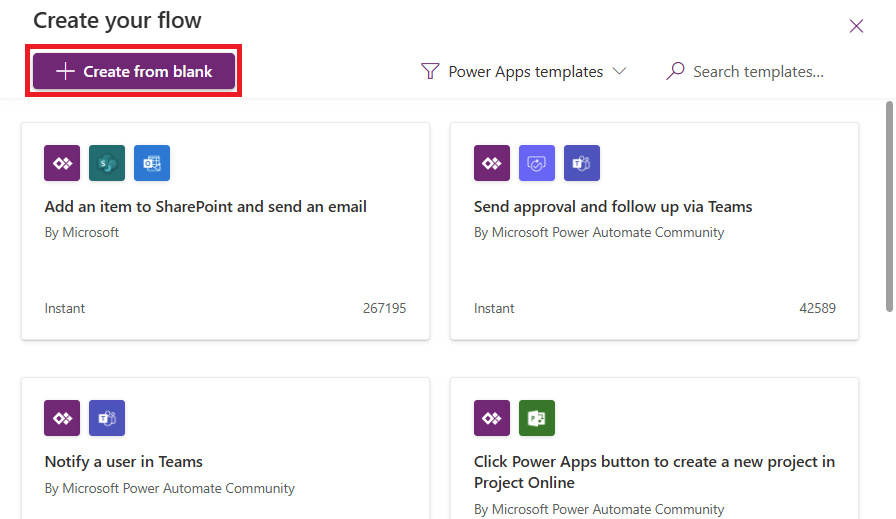 Create your flow
Create from blank
Power Apps templates
Search templates...
Add an item to SharePoint and send an email
By Microsoft
Instant
267195
Send approval and follow up via Teams
By Microsoft Power Automate Community
Instant
42589
Notify a user in Teams
By Microsoft Power Automate Community
Click Power Apps button to create a new project in
Project Online
By Microsoft Power Automate Community